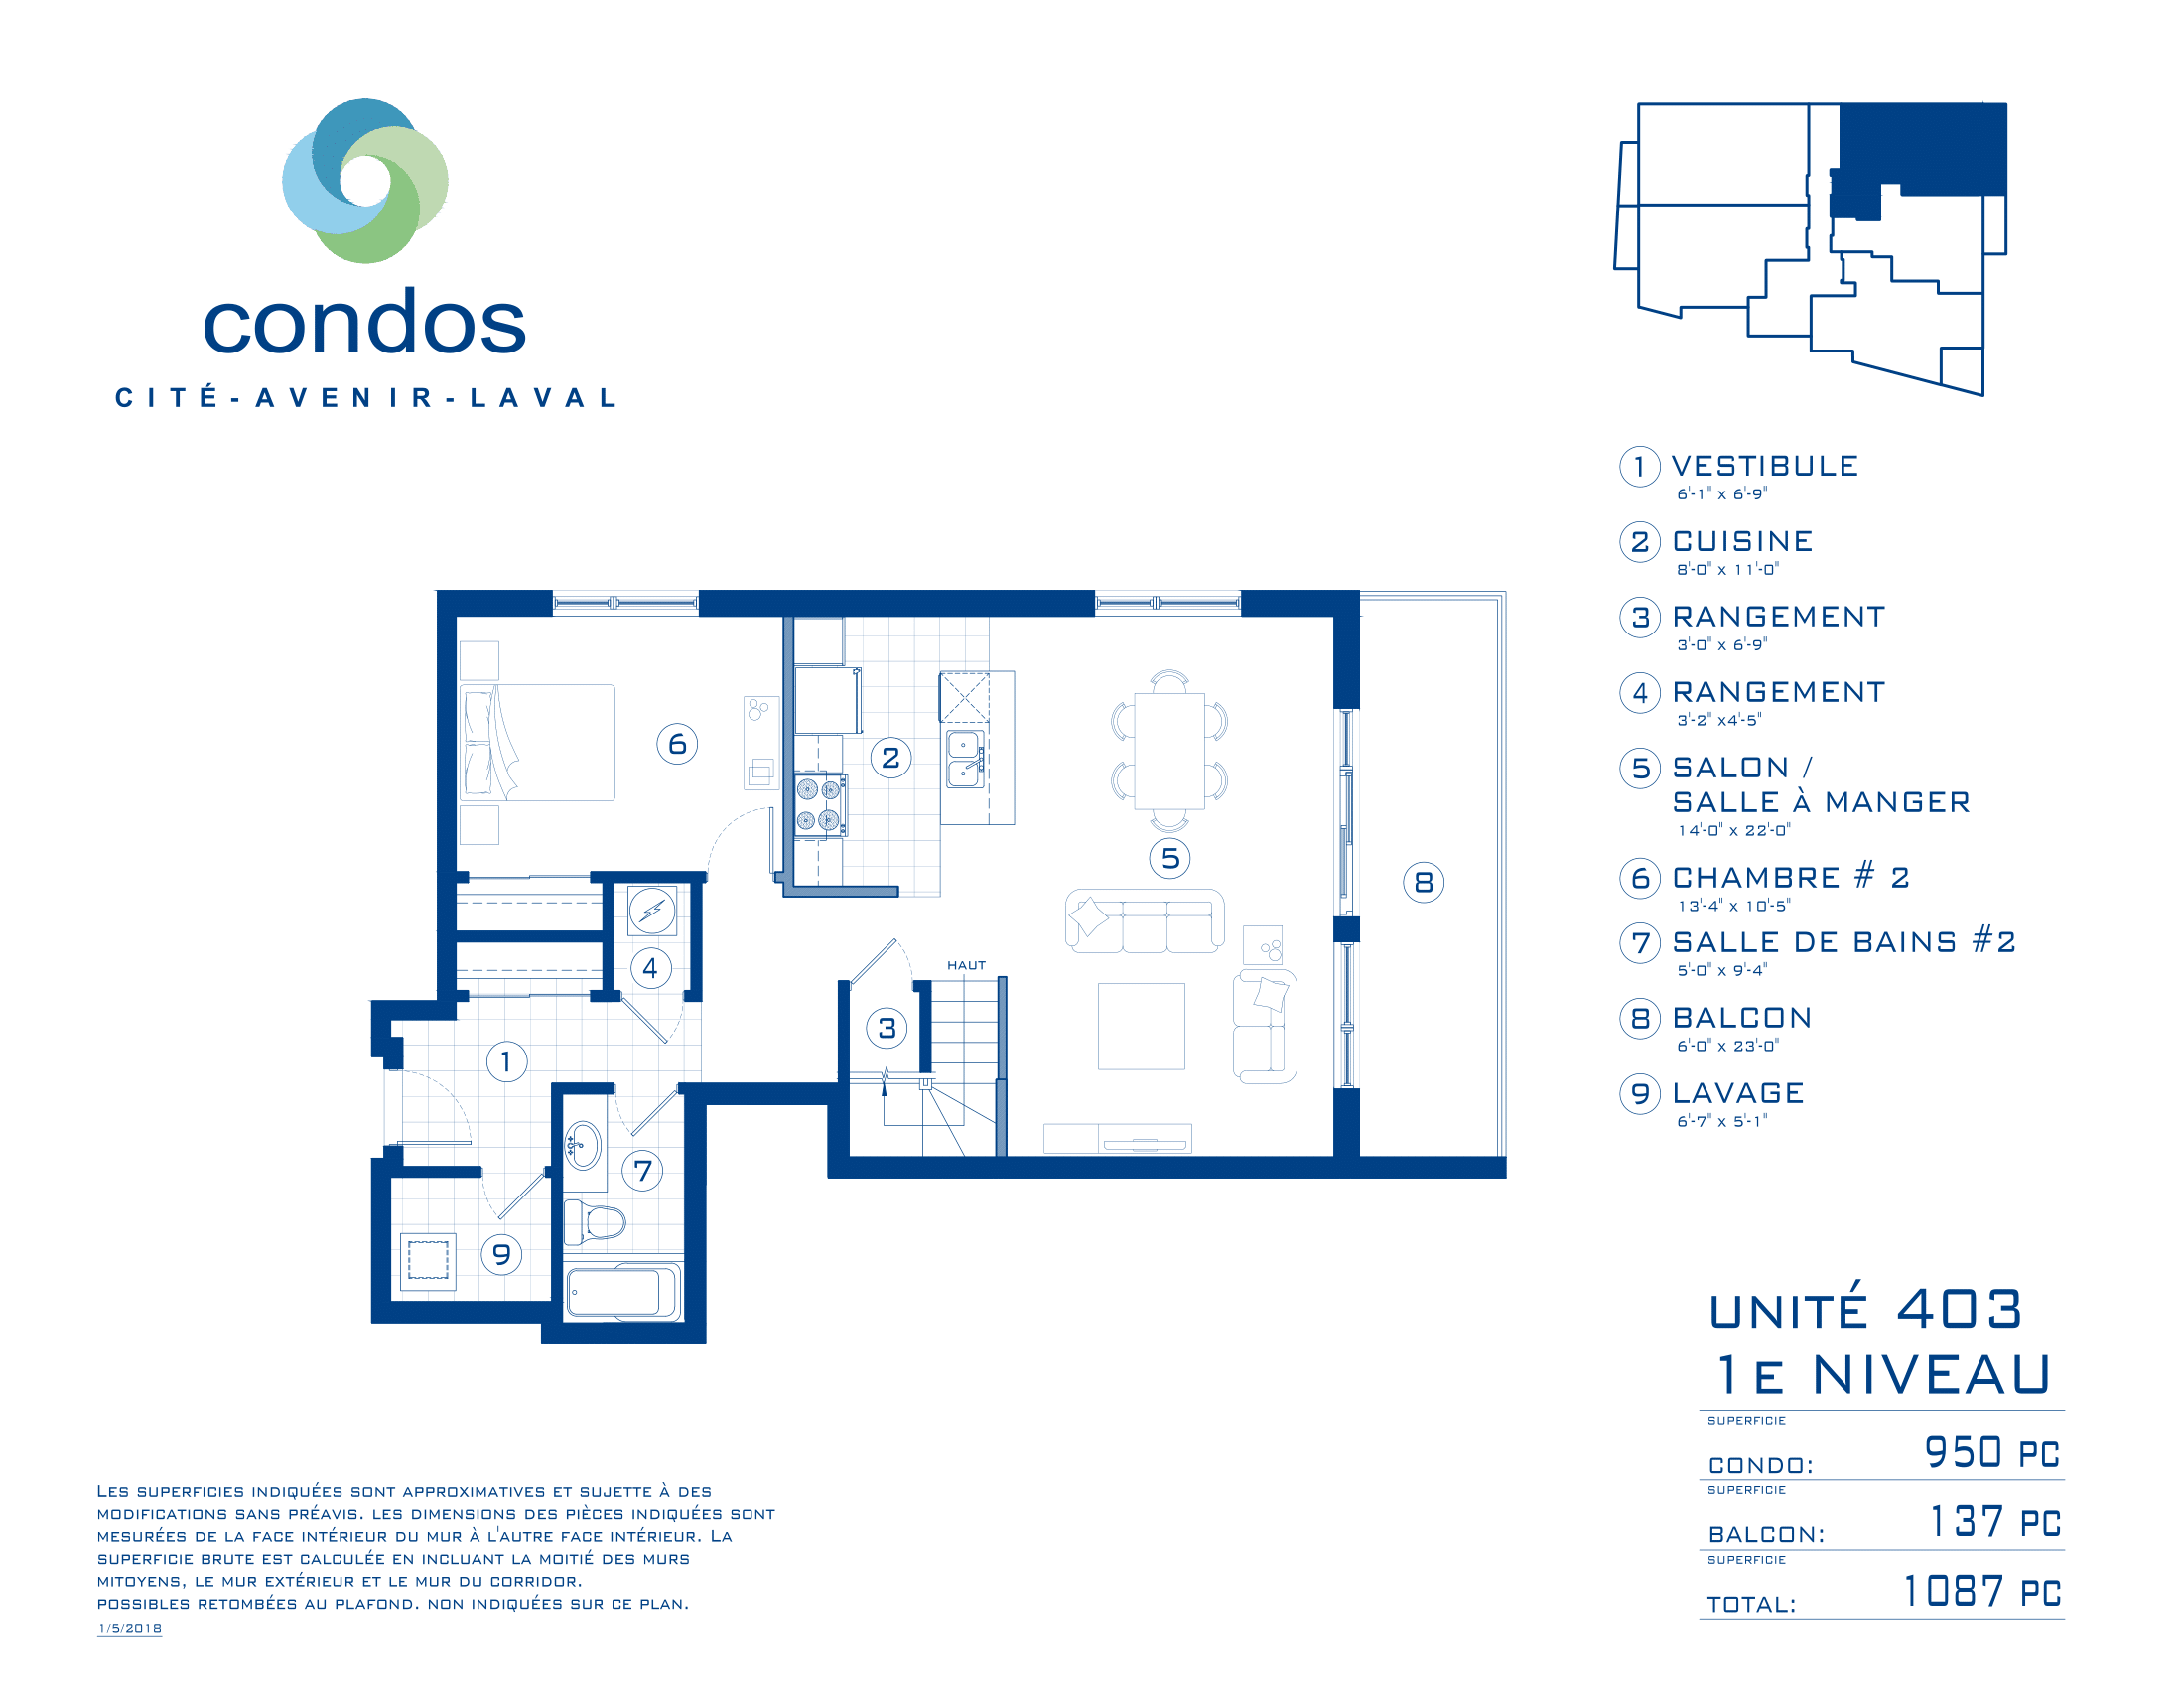 condos
CITÉ-AVENIR-LAVAL
1 VESTIBULE
6'-1" x 6'-9"
2 CUISINE
8'-0" x 11'-0"
3 RANGEMENT
3'-0" x 6'-9"
4 RANGEMENT
3'-2" x4'-5"
5 SALON /
SALLE À MANGER
14'-0" x 22'-0"
6 CHAMBRE # 2
13'-4" x 10'-5"
7 SALLE DE BAINS #2
5'-0" x 9'-4"
8 BALCON
6'-0" x 23'-0"
9 LAVAGE
6'-7" x 5'-1"
6
2
5
8
4
HAUT
3
1
7
9
UNITÉ 403
1E NIVEAU
SUPERFICIE
CONDO: 950 PC
SUPERFICIE
BALCON: 137 PC
SUPERFICIE
TOTAL: 1087 PC
LES SUPERFICIES INDIQUÉES SONT APPROXIMATIVES ET SUJETTE À DES
MODIFICATIONS SANS PRÉAVIS. LES DIMENSIONS DES PIÈCES INDIQUÉES SONT
MESURÉES DE LA FACE INTÉRIEUR DU MUR À L'AUTRE FACE INTÉRIEUR. LA
SUPERFICIE BRUTE EST CALCULÉE EN INCLUANT LA MOITIÉ DES MURS
MITOYENS, LE MUR EXTÉRIEUR ET LE MUR DU CORRIDOR.
POSSIBLES RETOMBÉES AU PLAFOND. NON INDIQUÉES SUR CE PLAN.
1/5/2018